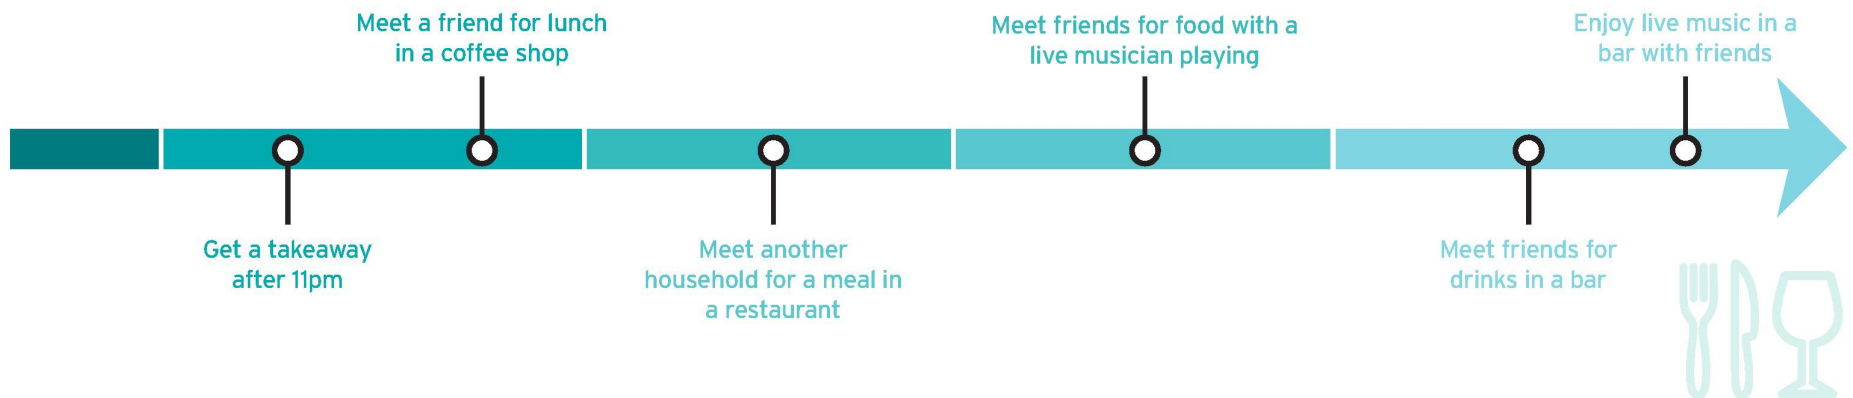 Meet a friend for lunch
in a coffee shop
Meet friends for food with a
live musician playing
Enjoy live music in a
bar with friends
Get a takeaway
after 11pm
Meet another
household for a meal in
a restaurant
Meet friends for
drinks in a bar